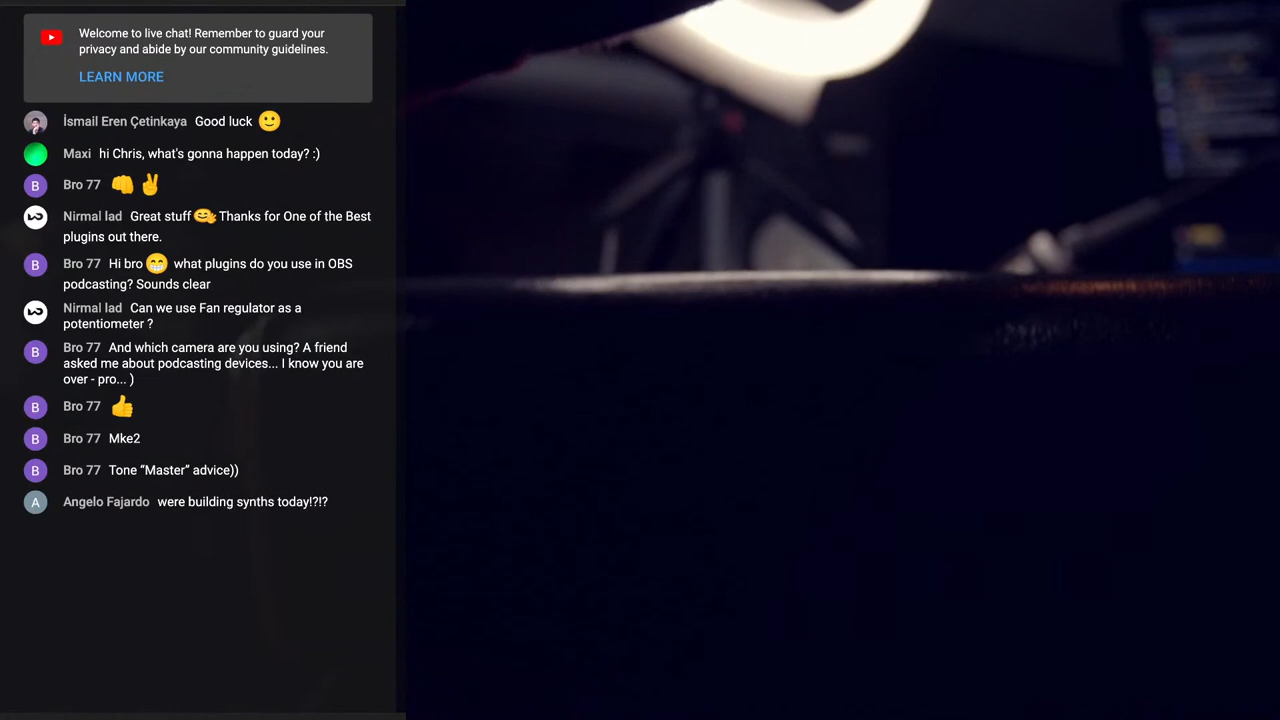 Welcome to live chat! Remember to guard your
privacy and abide by our community guidelines.
LEARN MORE
İsmail Eren Çetinkaya Good luck 🙂
Maxi hi Chris, what's gonna happen today? :)
B Bro 77 👊✌️
Nirmal lad Great stuff🤗 Thanks for One of the Best
plugins out there.
B Bro 77 Hi bro 😁 what plugins do you use in OBS
podcasting? Sounds clear
Nirmal lad Can we use Fan regulator as a
potentiometer ?
B Bro 77 And which camera are you using? A friend
asked me about podcasting devices... I know you are
over - pro... )
B Bro 77 👍
B Bro 77 Mke2
B Bro 77 Tone “Master” advice))
A Angelo Fajardo were building synths today!?!?